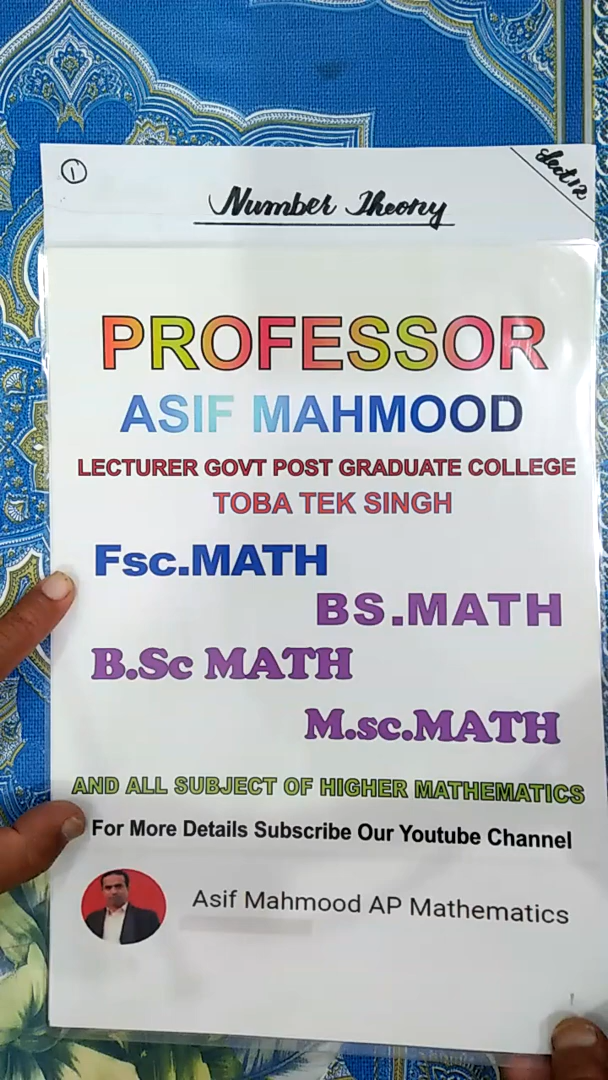 ①
Lect 12
Number Theory
PROFESSOR
ASIF MAHMOOD
LECTURER GOVT POST GRADUATE COLLEGE
TOBA TEK SINGH
Fsc.MATH
BS.MATH
B.Sc MATH
M.sc.MATH
AND ALL SUBJECT OF HIGHER MATHEMATICS
For More Details Subscribe Our Youtube Channel
Asif Mahmood AP Mathematics